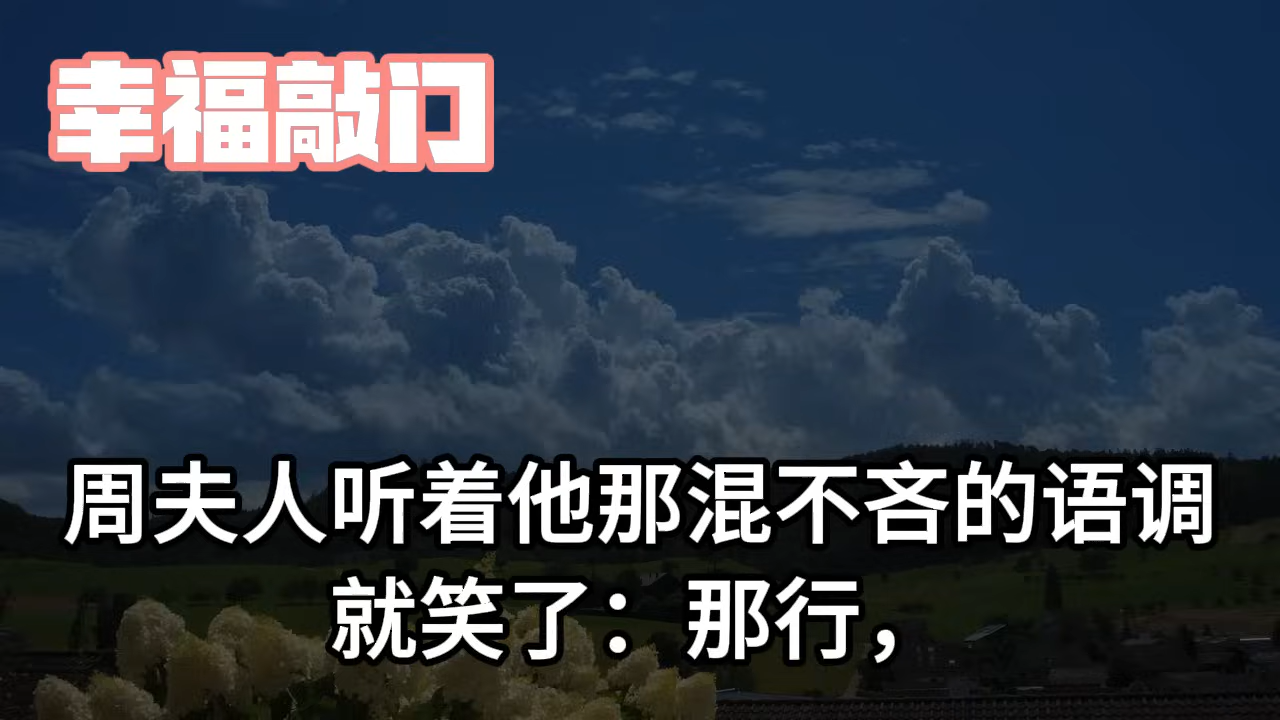 幸福敲门
周夫人听着他那混不吝的语调
就笑了：那行，